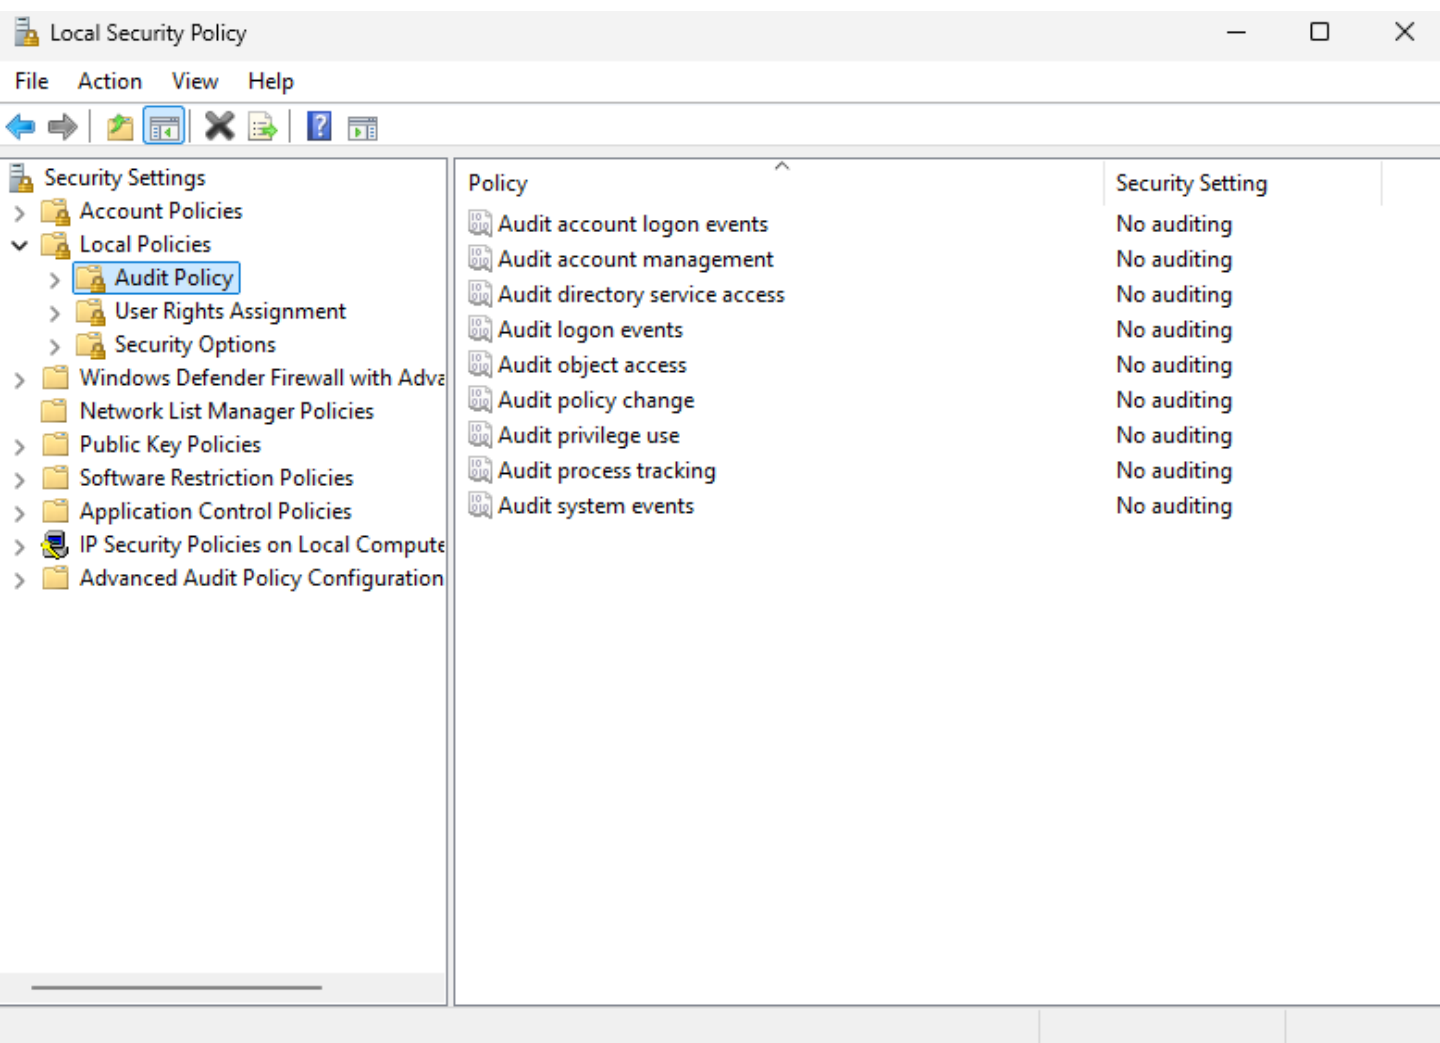 Local Security Policy
File Action View Help
Security Settings
Account Policies
Local Policies
Audit Policy
User Rights Assignment
Security Options
Windows Defender Firewall with Adva
Network List Manager Policies
Public Key Policies
Software Restriction Policies
Application Control Policies
IP Security Policies on Local Compute
Advanced Audit Policy Configuration
Policy Security Setting
Audit account logon events No auditing
Audit account management No auditing
Audit directory service access No auditing
Audit logon events No auditing
Audit object access No auditing
Audit policy change No auditing
Audit privilege use No auditing
Audit process tracking No auditing
Audit system events No auditing